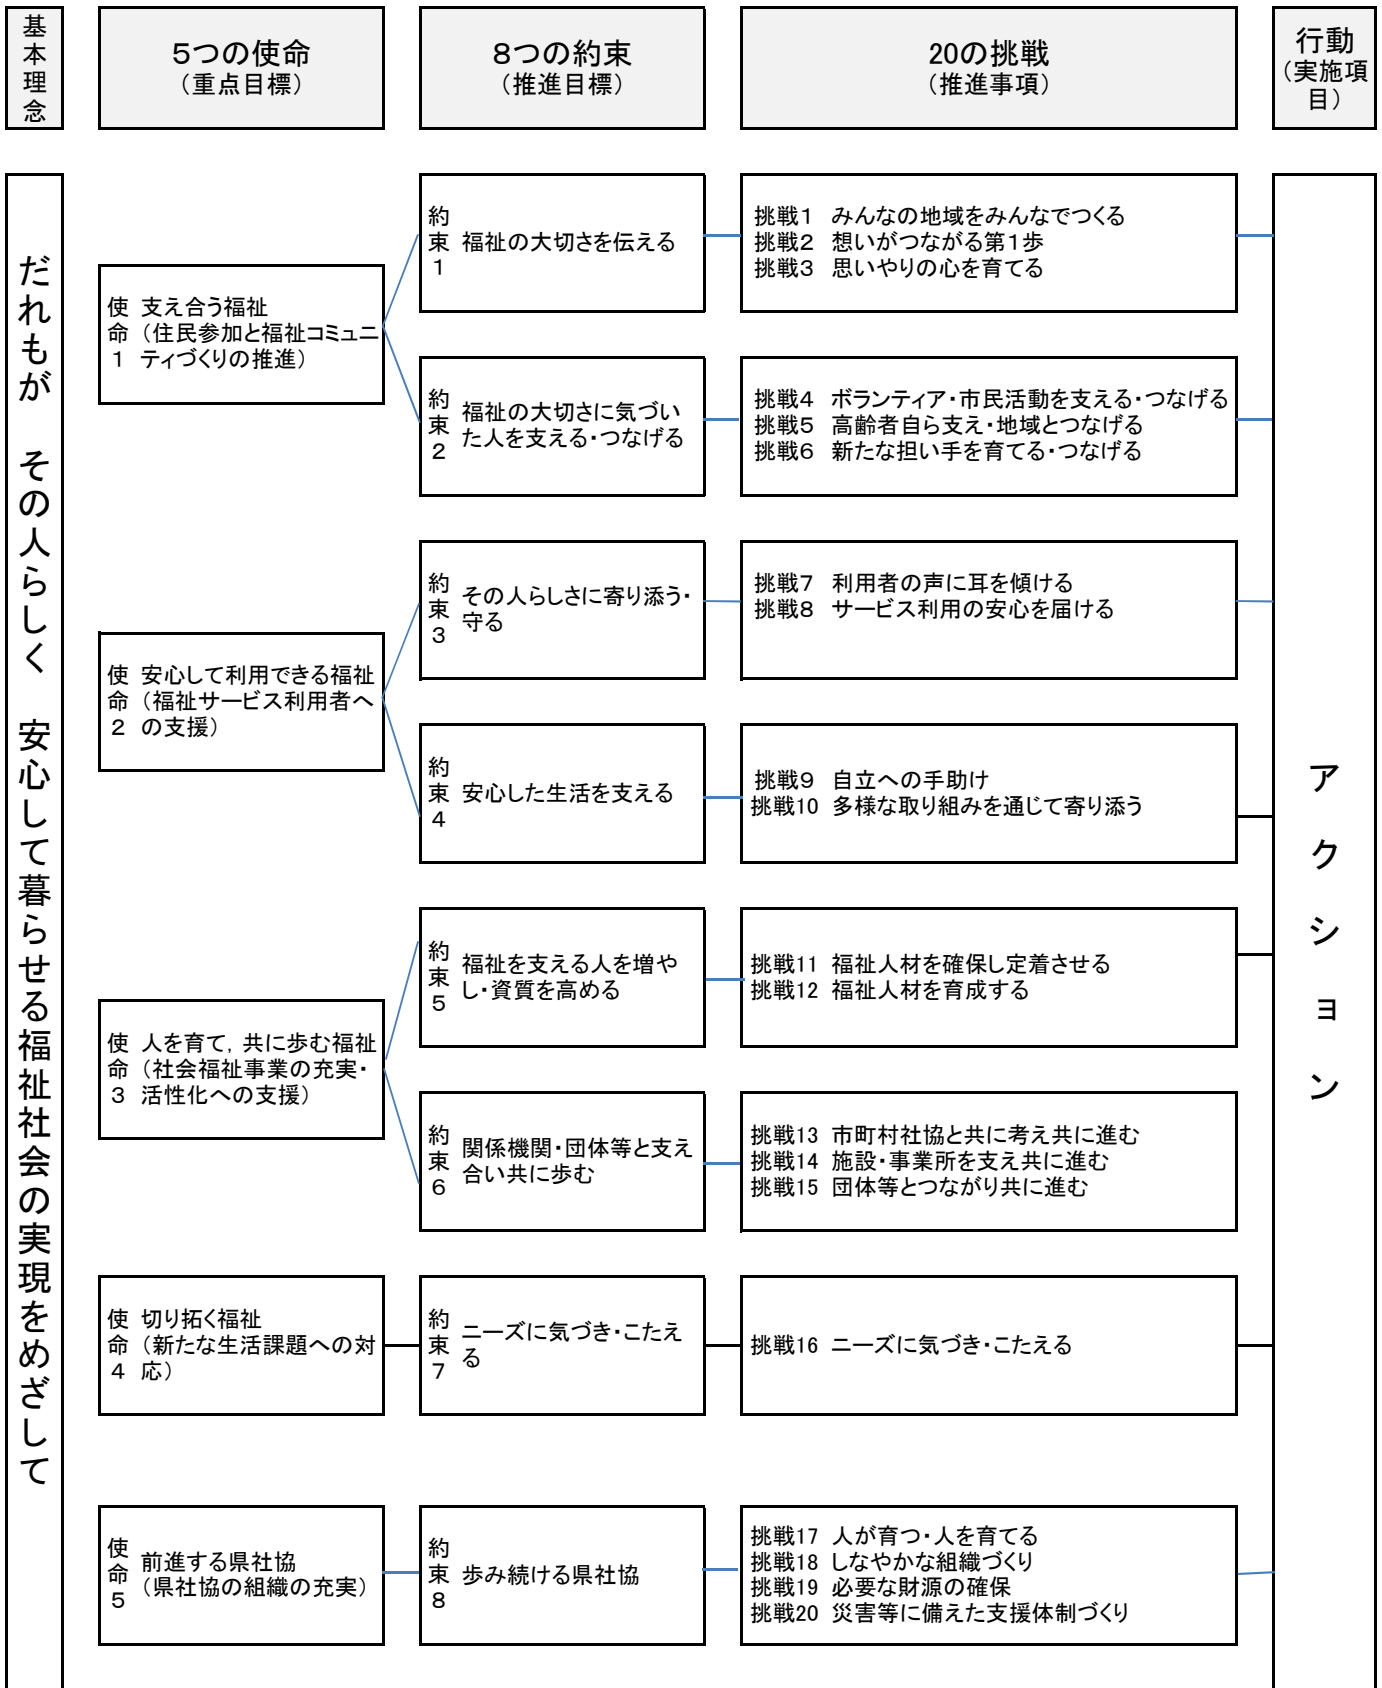 基本理念
5つの使命
（重点目標）
8つの約束
（推進目標）
20の挑戦
（推進事項）
行動
（実施項
目）
だれもが　その人らしく　安心して暮らせる福祉社会の実現をめざして
使命1
支え合う福祉
（住民参加と福祉コミュニ
ティづくりの推進）
約束1
福祉の大切さを伝える
挑戦1　みんなの地域をみんなでつくる
挑戦2　想いがつながる第1歩
挑戦3　思いやりの心を育てる
約束2
福祉の大切さに気づい
た人を支える・つなげる
挑戦4　ボランティア・市民活動を支える・つなげる
挑戦5　高齢者自ら支え・地域とつなげる
挑戦6　新たな担い手を育てる・つなげる
使命2
安心して利用できる福祉
（福祉サービス利用者へ
の支援）
約束3
その人らしさに寄り添う・
守る
挑戦7　利用者の声に耳を傾ける
挑戦8　サービス利用の安心を届ける
約束4
安心した生活を支える
挑戦9　自立への手助け
挑戦10　多様な取り組みを通じて寄り添う
使命3
人を育て，共に歩む福祉
（社会福祉事業の充実・
活性化への支援）
約束5
福祉を支える人を増や
し・資質を高める
挑戦11　福祉人材を確保し定着させる
挑戦12　福祉人材を育成する
約束6
関係機関・団体等と支え
合い共に歩む
挑戦13　市町村社協と共に考え共に進む
挑戦14　施設・事業所を支え共に進む
挑戦15　団体等とつながり共に進む
使命4
切り拓く福祉
（新たな生活課題への対
応）
約束7
ニーズに気づき・こたえ
る
挑戦16　ニーズに気づき・こたえる
使命5
前進する県社協
（県社協の組織の充実）
約束8
歩み続ける県社協
挑戦17　人が育つ・人を育てる
挑戦18　しなやかな組織づくり
挑戦19　必要な財源の確保
挑戦20　災害等に備えた支援体制づくり
アクション